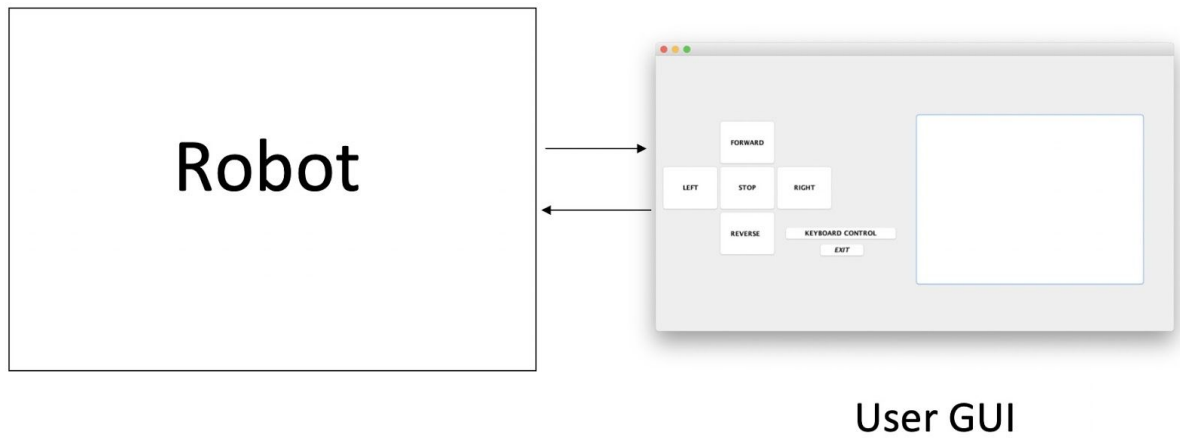 Robot
FORWARD
LEFT STOP RIGHT
REVERSE KEYBOARD CONTROL
EXIT
User GUI